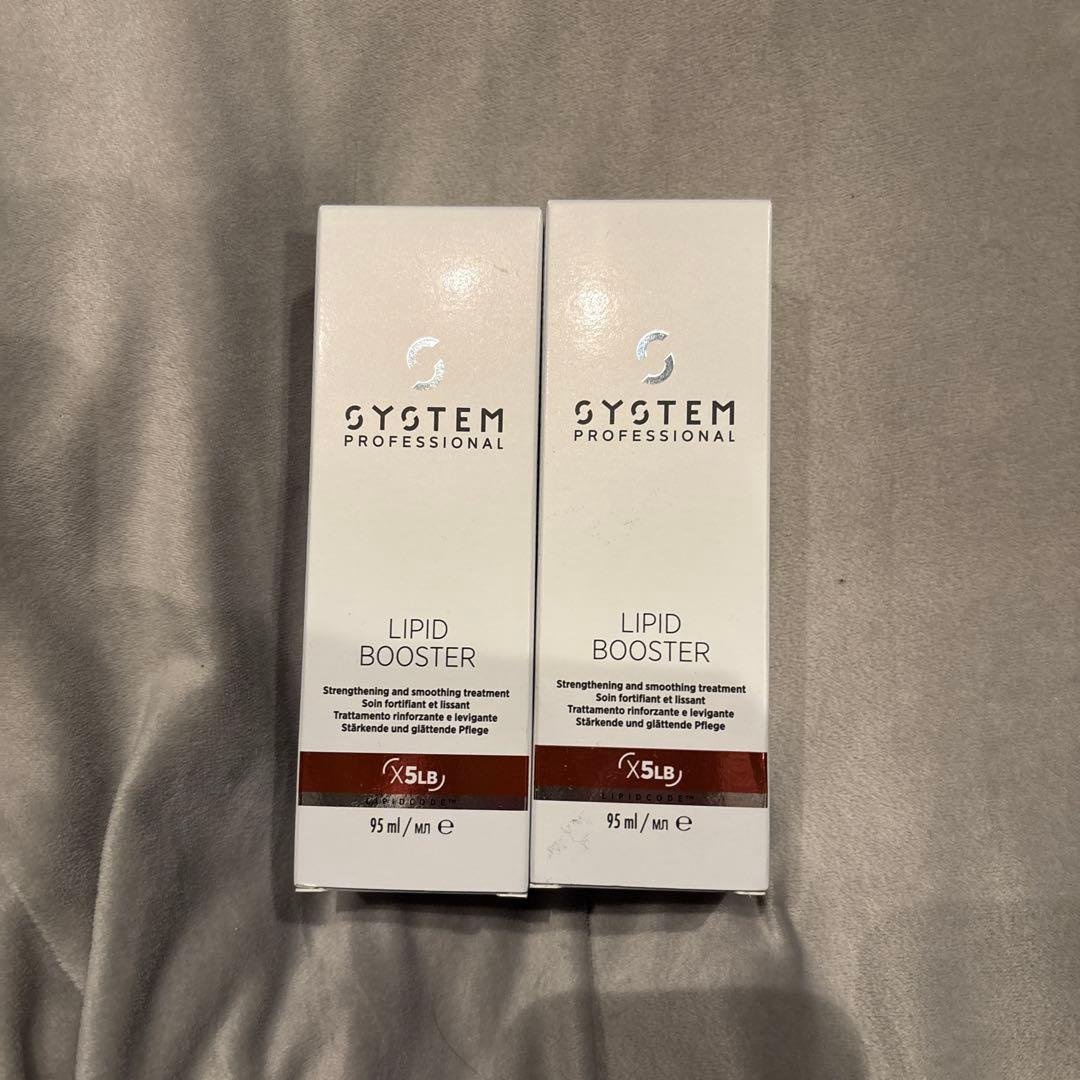 SYSTEM
PROFESSIONAL
LIPID
BOOSTER
Strengthening and smoothing treatment
Soin fortifiant et lissant
Trattamento rinforzante e levigante
Stärkende und glättende Pflege
X5LB
LIPIDCODE™
95 ml / мл ℮
SYSTEM
PROFESSIONAL
LIPID
BOOSTER
Strengthening and smoothing treatment
Soin fortifiant et lissant
Trattamento rinforzante e levigante
Stärkende und glättende Pflege
X5LB
LIPIDCODE™
95 ml / мл ℮